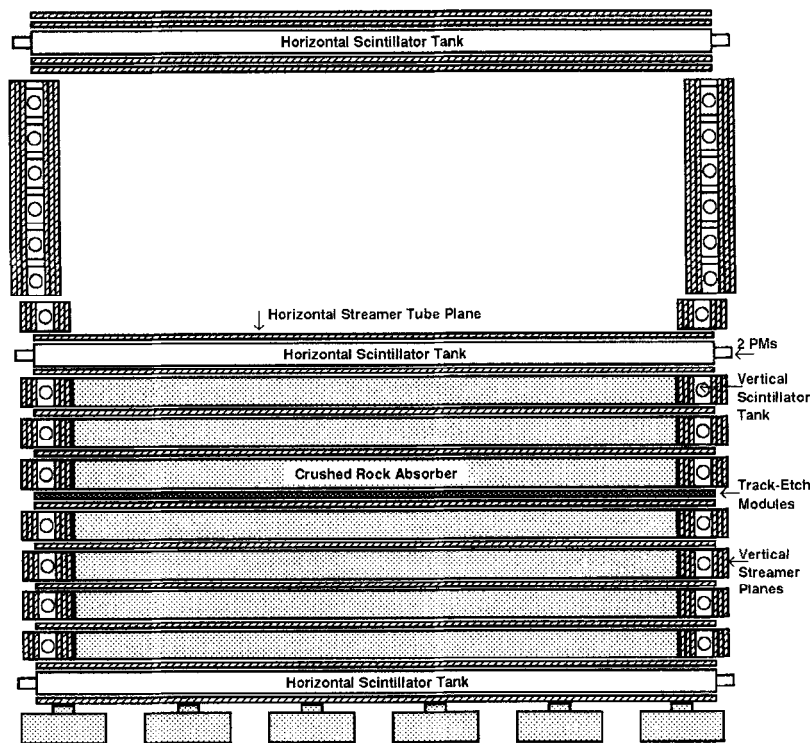 Horizontal Scintillator Tank
Horizontal Streamer Tube Plane
Horizontal Scintillator Tank
2 PMs
Vertical
Scintillator
Tank
Crushed Rock Absorber
Track-Etch
Modules
Vertical
Streamer
Planes
Horizontal Scintillator Tank